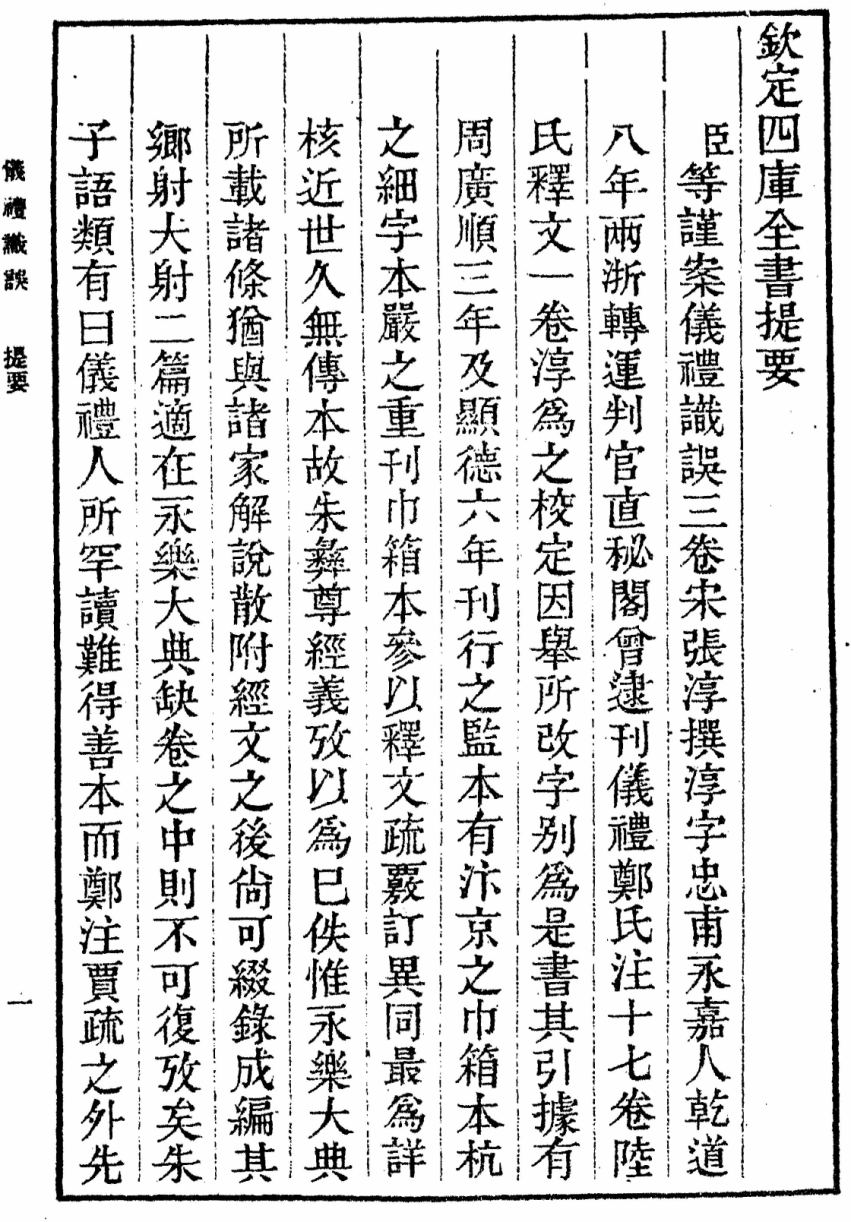 欽定四庫全書提要
臣等謹案儀禮識誤三卷宋張淳撰淳字忠甫永嘉人乾道
八年兩浙轉運判官直秘閣曾逮刊儀禮鄭氏注十七卷陸
氏釋文一卷淳爲之校定因舉所改字别爲是書其引據有
周廣順三年及顯德六年刊行之監本有汴京之巾箱本杭
之細字本嚴之重刊巾箱本參以釋文疏覈訂異同最爲詳
核近世久無傳本故朱彝尊經義攷以爲已佚惟永樂大典
所載諸條猶與諸家解說散附經文之後尙可綴錄成編其
鄉射大射二篇適在永樂大典缺卷之中則不可復攷矣朱
子語類有曰儀禮人所罕讀難得善本而鄭注賈疏之外先
儀禮識誤 提要 一